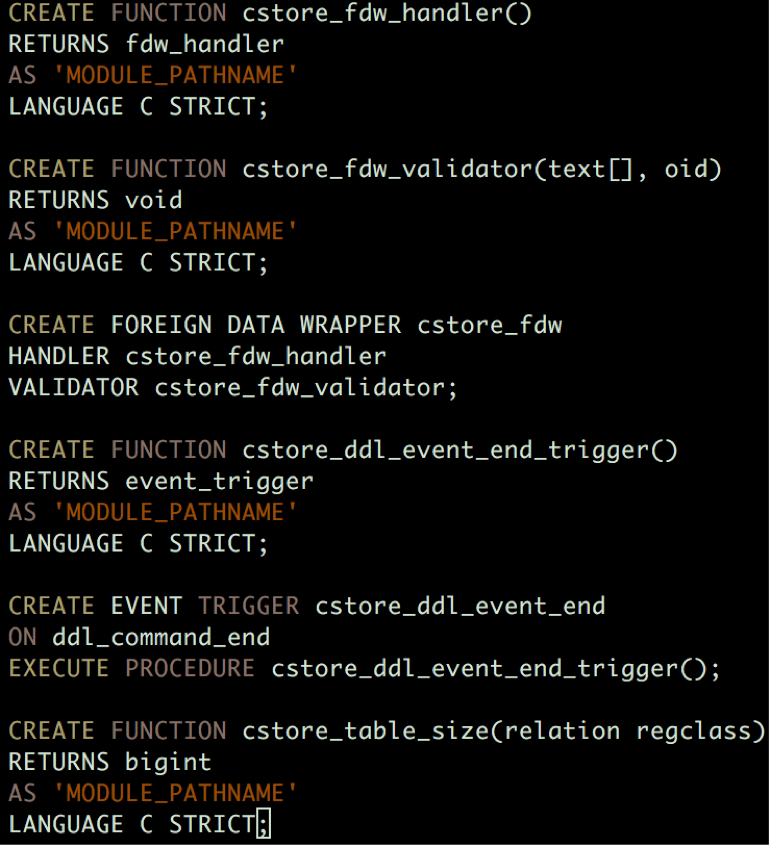 CREATE FUNCTION cstore_fdw_handler()
RETURNS fdw_handler
AS 'MODULE_PATHNAME'
LANGUAGE C STRICT;

CREATE FUNCTION cstore_fdw_validator(text[], oid)
RETURNS void
AS 'MODULE_PATHNAME'
LANGUAGE C STRICT;

CREATE FOREIGN DATA WRAPPER cstore_fdw
HANDLER cstore_fdw_handler
VALIDATOR cstore_fdw_validator;

CREATE FUNCTION cstore_ddl_event_end_trigger()
RETURNS event_trigger
AS 'MODULE_PATHNAME'
LANGUAGE C STRICT;

CREATE EVENT TRIGGER cstore_ddl_event_end
ON ddl_command_end
EXECUTE PROCEDURE cstore_ddl_event_end_trigger();

CREATE FUNCTION cstore_table_size(relation regclass)
RETURNS bigint
AS 'MODULE_PATHNAME'
LANGUAGE C STRICT;